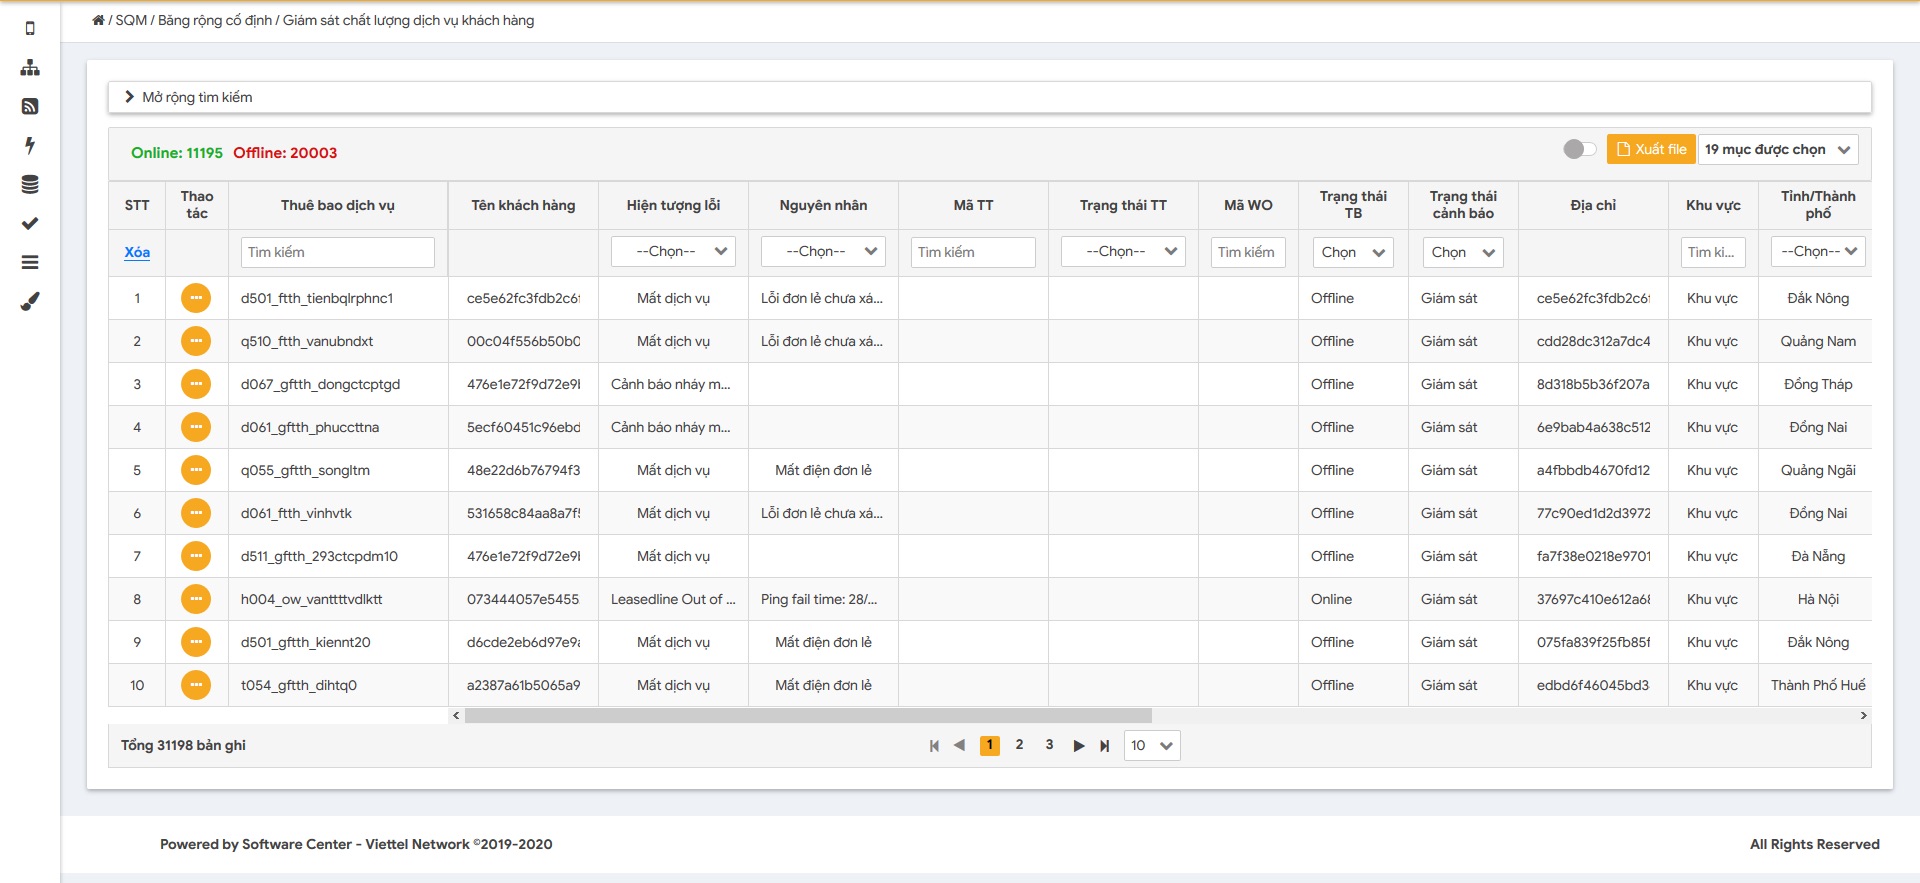 / SQM / Băng rộng cố định / Giám sát chất lượng dịch vụ khách hàng
Mở rộng tìm kiếm
Online: 11195 Offline: 20003
Xuất file
19 mục được chọn
STT Thao tác Thuê bao dịch vụ Tên khách hàng Hiện tượng lỗi Nguyên nhân Mã TT Trạng thái TT Mã WO Trạng thái TB Trạng thái cảnh báo Địa chỉ Khu vực Tỉnh/Thành phố
Xóa Tìm kiếm --Chọn-- --Chọn-- Tìm kiếm --Chọn-- Tìm kiếm Chọn Chọn Tìm ki... --Chọn--
1 d501_ftth_tienbqlrphnc1 ce5e62fc3fdb2c6f Mất dịch vụ Lỗi đơn lẻ chưa xá... Offline Giám sát ce5e62fc3fdb2c6f Khu vực Đắk Nông
2 q510_ftth_vanubndxt 00c04f556b50b0 Mất dịch vụ Lỗi đơn lẻ chưa xá... Offline Giám sát cdd28dc312a7dc4 Khu vực Quảng Nam
3 d067_gftth_dongctcptgd 476e1e72f9d72e9b Cảnh báo nháy m... Offline Giám sát 8d318b5b36f207a Khu vực Đồng Tháp
4 d061_gftth_phuccttna 5ecf60451c96ebd Cảnh báo nháy m... Offline Giám sát 6e9bab4a638c512 Khu vực Đồng Nai
5 q055_gftth_songltm 48e22d6b76794f3 Mất dịch vụ Mất điện đơn lẻ Offline Giám sát a4fbbdb4670fd12 Khu vực Quảng Ngãi
6 d061_ftth_vinhvtk 531658c84aa8a7f5 Mất dịch vụ Lỗi đơn lẻ chưa xá... Offline Giám sát 77c90ed1d2d3972 Khu vực Đồng Nai
7 d511_gftth_293ctcpdm10 476e1e72f9d72e9b Mất dịch vụ Offline Giám sát fa7f38e0218e9701 Khu vực Đà Nẵng
8 h004_ow_vanttttvdlktt 073444057e5455 Leasedline Out of ... Ping fail time: 28/... Online Giám sát 37697c410e612a68 Khu vực Hà Nội
9 d501_gftth_kiennt20 d6cde2eb6d97e9a Mất dịch vụ Mất điện đơn lẻ Offline Giám sát 075fa839f25fb85f Khu vực Đắk Nông
10 t054_gftth_dihtq0 a2387a61b5065a9 Mất dịch vụ Mất điện đơn lẻ Offline Giám sát edbd6f46045bd3 Khu vực Thành Phố Huế
Tổng 31198 bản ghi
1 2 3 10
Powered by Software Center - Viettel Network ©2019-2020
All Rights Reserved